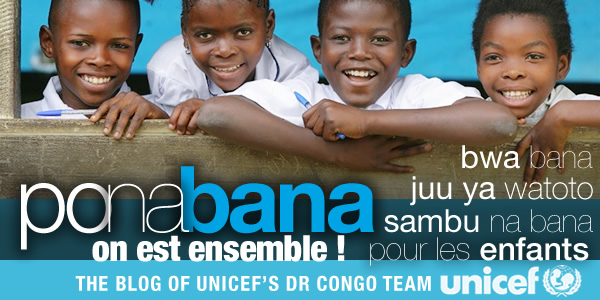 bwa bana
juu ya watoto
ponabana
sambu na bana
on est ensemble !
pour les enfants
THE BLOG OF UNICEF'S DR CONGO TEAM unicef